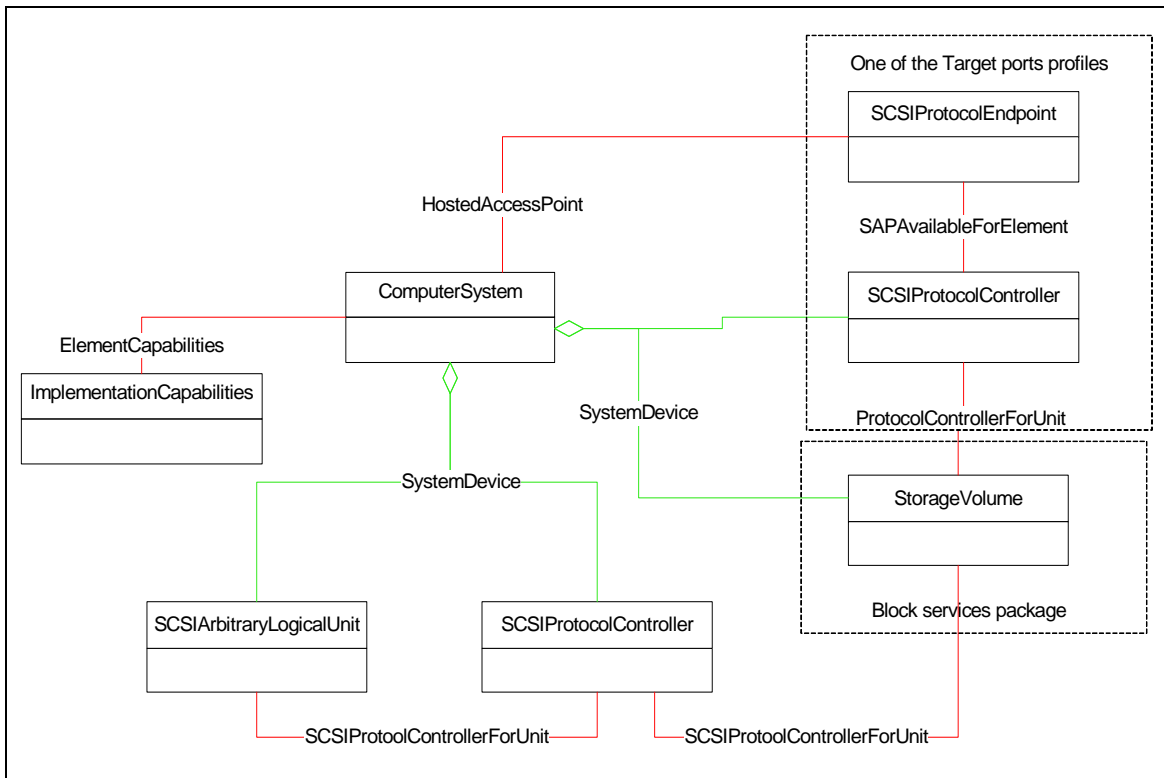 One of the Target ports profiles
SCSIProtocolEndpoint
HostedAccessPoint
SAPAvailableForElement
ComputerSystem
SCSIProtocolController
ElementCapabilities
ImplementationCapabilities
SystemDevice
ProtocolControllerForUnit
SystemDevice
StorageVolume
Block services package
SCSIArbitraryLogicalUnit
SCSIProtocolController
SCSIProtoolControllerForUnit
SCSIProtoolControllerForUnit